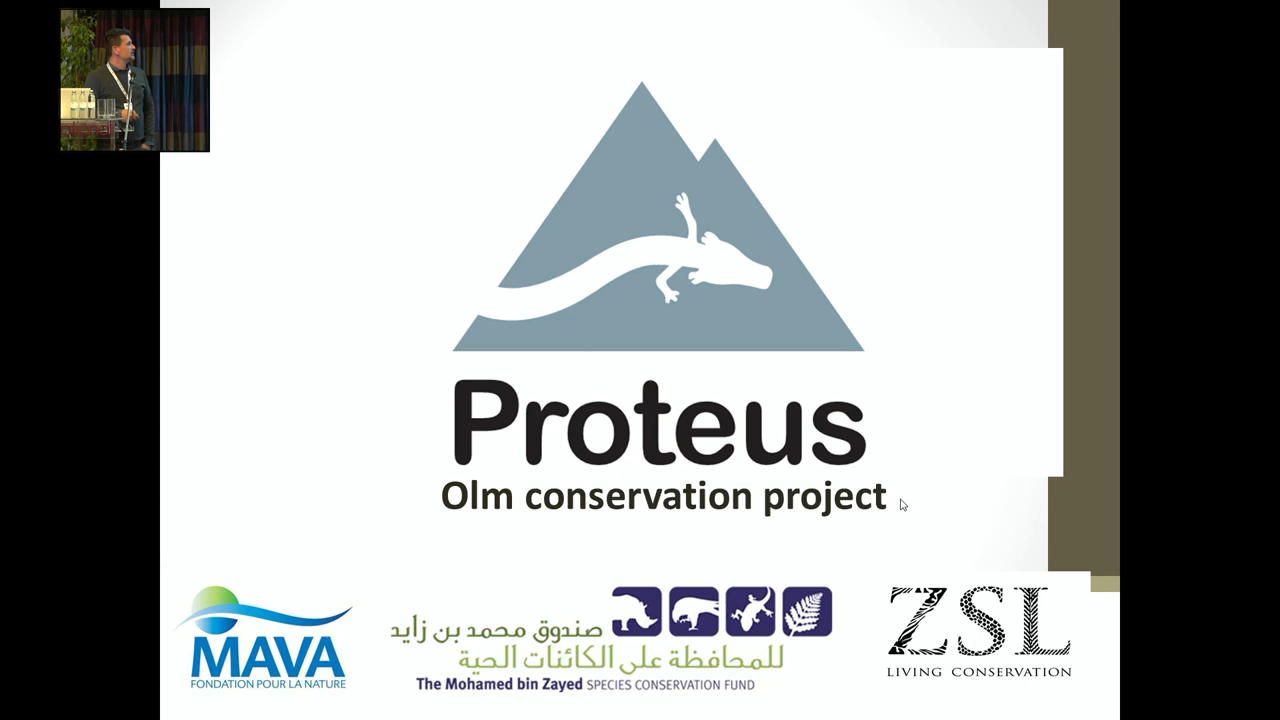 Proteus
Olm conservation project
MAVA
FONDATION POUR LA NATURE
صندوق محمد بن زايد
للمحافظة على الكائنات الحية
The Mohamed bin Zayed SPECIES CONSERVATION FUND
ZSL
LIVING CONSERVATION